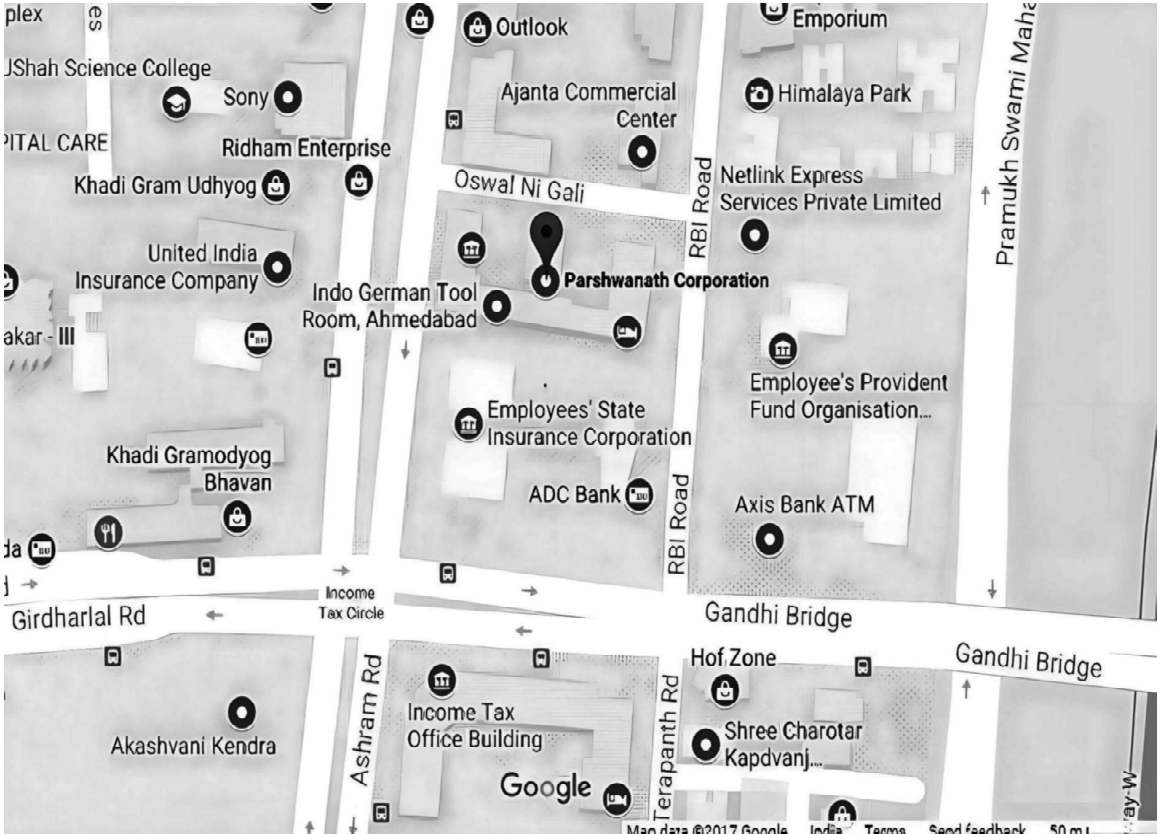 plex
es
Outlook
Emporium
Pramukh Swami Maha
JShah Science College
Sony
Ajanta Commercial
Center
Himalaya Park
PITAL CARE
Ridham Enterprise
Khadi Gram Udhyog
Oswal Ni Gali
RBI Road
Netlink Express
Services Private Limited
United India
Insurance Company
Parshwanath Corporation
Indo German Tool
Room, Ahmedabad
akar - III
Employee's Provident
Fund Organisation...
Employees' State
Insurance Corporation
Khadi Gramodyog
Bhavan
ADC Bank
RBI Road
Axis Bank ATM
da
Income
Tax Circle
Girdharlal Rd
Gandhi Bridge
Gandhi Bridge
Hof Zone
Ashram Rd
Income Tax
Office Building
Terapanth Rd
Akashvani Kendra
Shree Charotar
Kapdvanj....
Google
way W
Map data ©2017 Google India Terms Send feedback 50 m